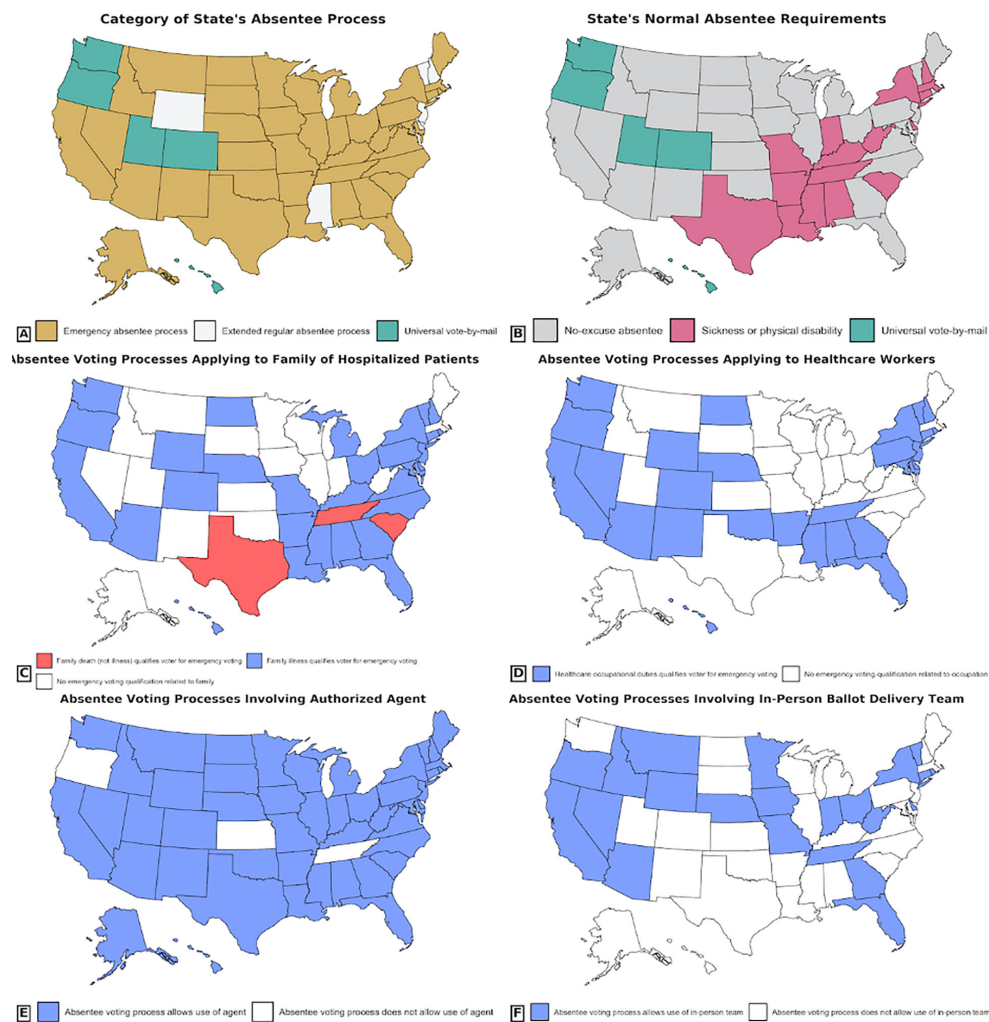 Category of State's Absentee Process
State's Normal Absentee Requirements
A Emergency absentee process Extended regular absentee process Universal vote-by-mail
B No-excuse absentee Sickness or physical disability Universal vote-by-mail
Absentee Voting Processes Applying to Family of Hospitalized Patients
Absentee Voting Processes Applying to Healthcare Workers
C Family death (not illness) qualifies voter for emergency voting Family illness qualifies voter for emergency voting
No emergency voting qualification related to family
D Healthcare occupational duties qualifies voter for emergency voting No emergency voting qualification related to occupation
Absentee Voting Processes Involving Authorized Agent
Absentee Voting Processes Involving In-Person Ballot Delivery Team
E Absentee voting process allows use of agent Absentee voting process does not allow use of agent
F Absentee voting process allows use of in-person team Absentee voting process does not allow use of in-person team